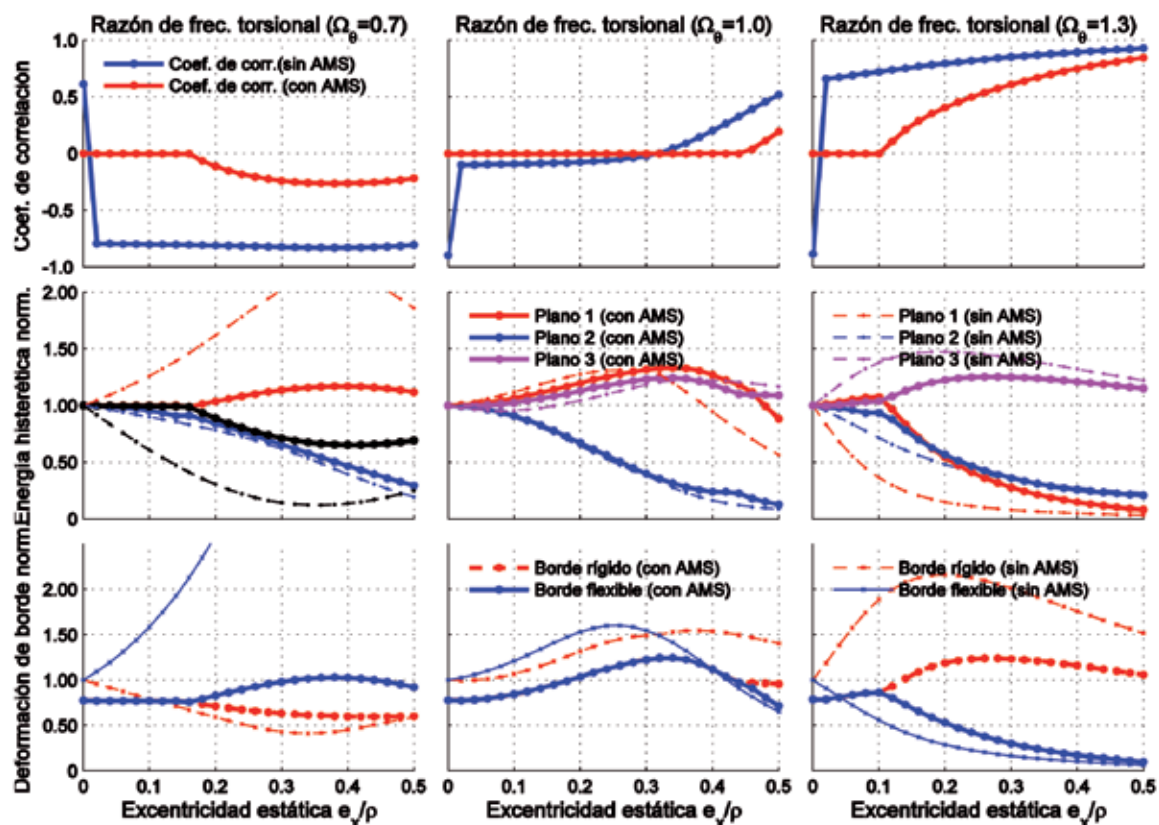 Razón de frec. torsional (Ω_θ=0.7)
Razón de frec. torsional (Ω_θ=1.0)
Razón de frec. torsional (Ω_θ=1.3)
Coef. de correlación
1.0
0.5
0
-0.5
-1.0
Coef. de corr.(sin AMS)
Coef. de corr. (con AMS)
Energía histerética norm.
2.00
1.50
1.00
0.50
0
Plano 1 (con AMS)
Plano 2 (con AMS)
Plano 3 (con AMS)
Plano 1 (sin AMS)
Plano 2 (sin AMS)
Plano 3 (sin AMS)
Deformación de borde norm.
2.00
1.50
1.00
0.50
0
Borde rígido (con AMS)
Borde flexible (con AMS)
Borde rígido (sin AMS)
Borde flexible (sin AMS)
0 0.1 0.2 0.3 0.4 0.5
0 0.1 0.2 0.3 0.4 0.5
0 0.1 0.2 0.3 0.4 0.5
Excentricidad estática e_x/ρ
Excentricidad estática e_x/ρ
Excentricidad estática e_x/ρ